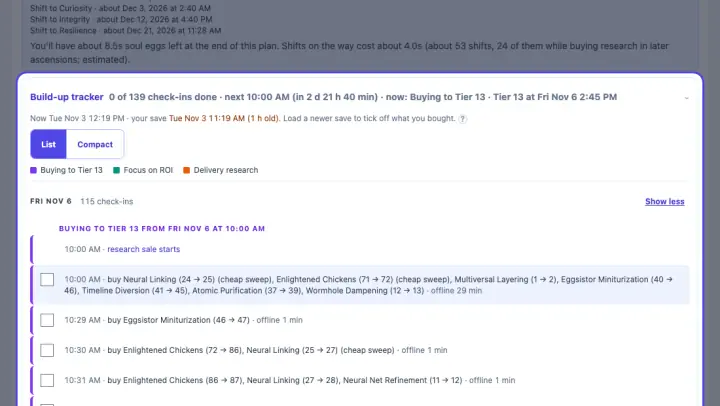 Shift to Curiosity · about Dec 3, 2026 at 2:40 AM
Shift to Integrity · about Dec 12, 2026 at 4:40 PM
Shift to Resilience · about Dec 21, 2026 at 11:28 AM
You'll have about 8.5s soul eggs left at the end of this plan. Shifts on the way cost about 4.0s (about 53 shifts, 24 of them while buying research in later
ascensions; estimated).
Build-up tracker 0 of 139 check-ins done · next 10:00 AM (in 2 d 21 h 40 min) · now: Buying to Tier 13 · Tier 13 at Fri Nov 6 2:45 PM
Now Tue Nov 3 12:19 PM · your save Tue Nov 3 11:19 AM (1 h old). Load a newer save to tick off what you bought. ?
List Compact
Buying to Tier 13 Focus on ROI Delivery research
FRI NOV 6 115 check-ins Show less
BUYING TO TIER 13 FROM FRI NOV 6 AT 10:00 AM
10:00 AM · research sale starts
10:00 AM · buy Neural Linking (24 → 25) (cheap sweep), Enlightened Chickens (71 → 72) (cheap sweep), Multiversal Layering (1 → 2), Eggsistor Miniturization (40 →
46), Timeline Diversion (41 → 45), Atomic Purification (37 → 39), Wormhole Dampening (12 → 13) · offline 29 min
10:29 AM · buy Eggsistor Miniturization (46 → 47) · offline 1 min
10:30 AM · buy Enlightened Chickens (72 → 86), Neural Linking (25 → 27) (cheap sweep) · offline 1 min
10:31 AM · buy Enlightened Chickens (86 → 87), Neural Linking (27 → 28), Neural Net Refinement (11 → 12) · offline 1 min